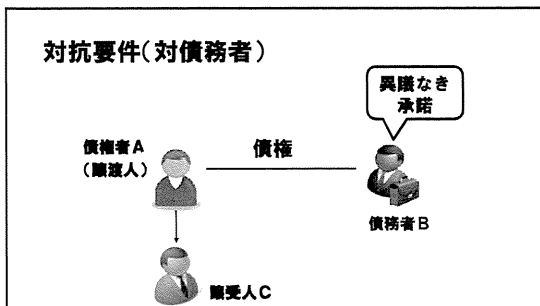 対抗要件(対債務者)
異議なき
承諾
債権者A
(譲渡人)
債権
債務者B
譲受人C